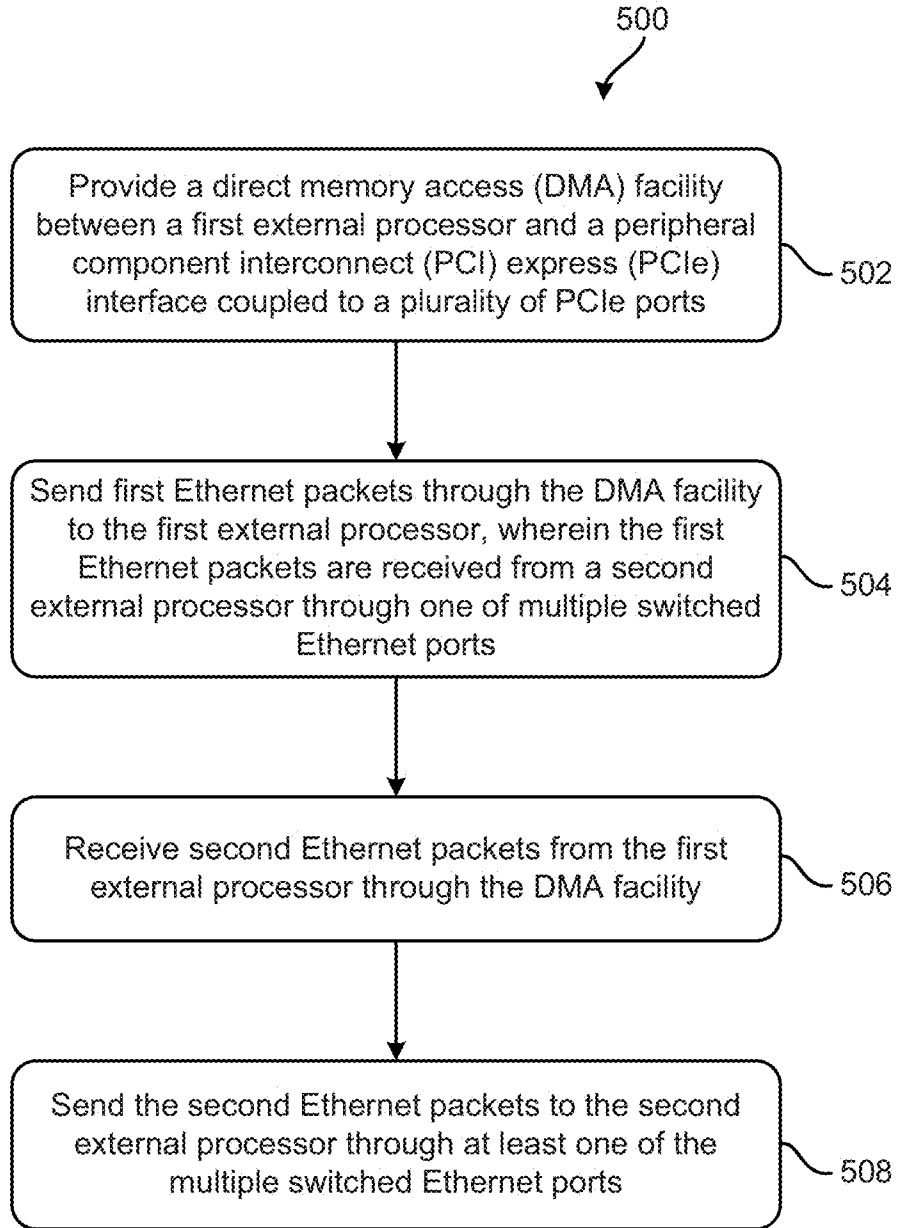 500
Provide a direct memory access (DMA) facility
between a first external processor and a peripheral
component interconnect (PCI) express (PCIe)
interface coupled to a plurality of PCIe ports
502
Send first Ethernet packets through the DMA facility
to the first external processor, wherein the first
Ethernet packets are received from a second
external processor through one of multiple switched
Ethernet ports
504
Receive second Ethernet packets from the first
external processor through the DMA facility
506
Send the second Ethernet packets to the second
external processor through at least one of the
multiple switched Ethernet ports
508